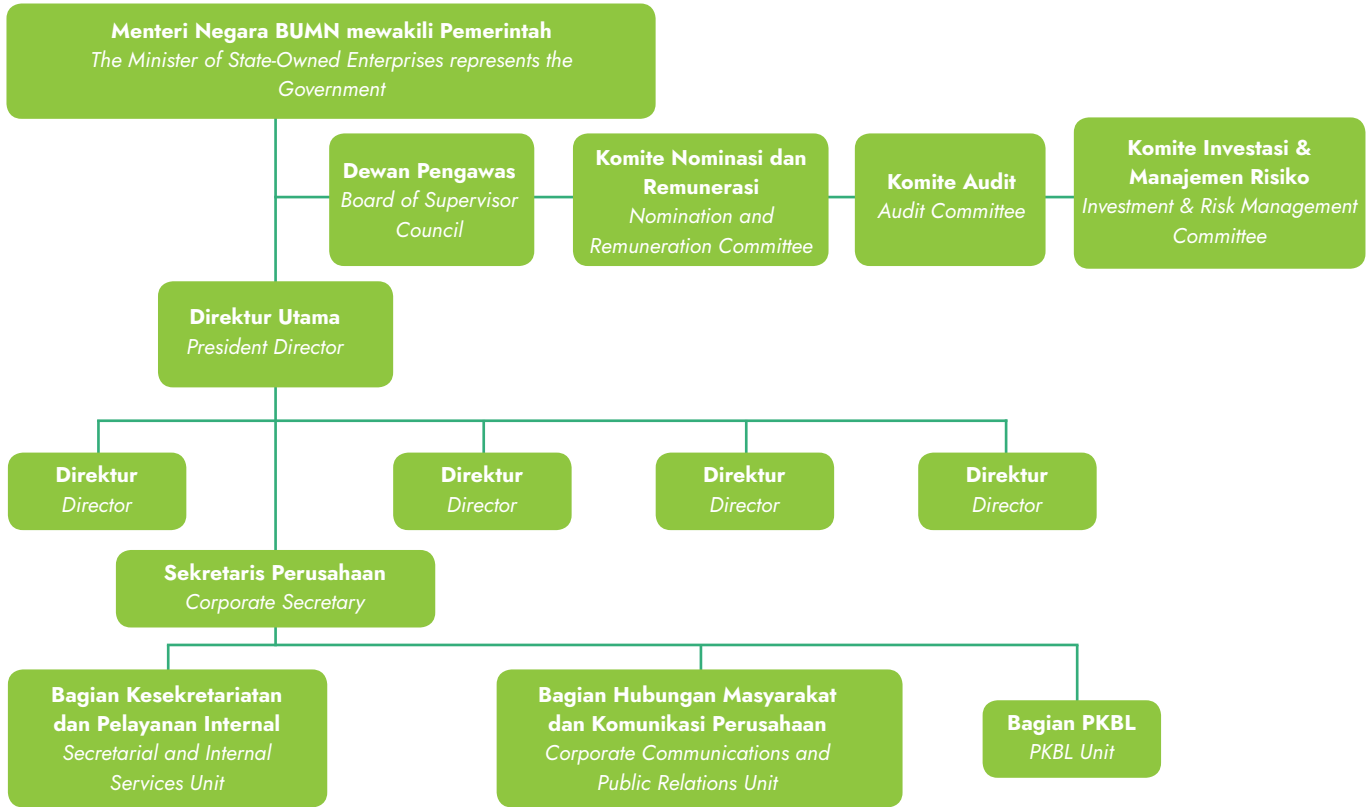 Menteri Negara BUMN mewakili Pemerintah
The Minister of State-Owned Enterprises represents the
Government
Dewan Pengawas
Board of Supervisor
Council
Komite Nominasi dan
Remunerasi
Nomination and
Remuneration Committee
Komite Audit
Audit Committee
Komite Investasi &
Manajemen Risiko
Investment & Risk Management
Committee
Direktur Utama
President Director
Direktur
Director
Direktur
Director
Direktur
Director
Direktur
Director
Sekretaris Perusahaan
Corporate Secretary
Bagian Kesekretariatan
dan Pelayanan Internal
Secretarial and Internal
Services Unit
Bagian Hubungan Masyarakat
dan Komunikasi Perusahaan
Corporate Communications and
Public Relations Unit
Bagian PKBL
PKBL Unit